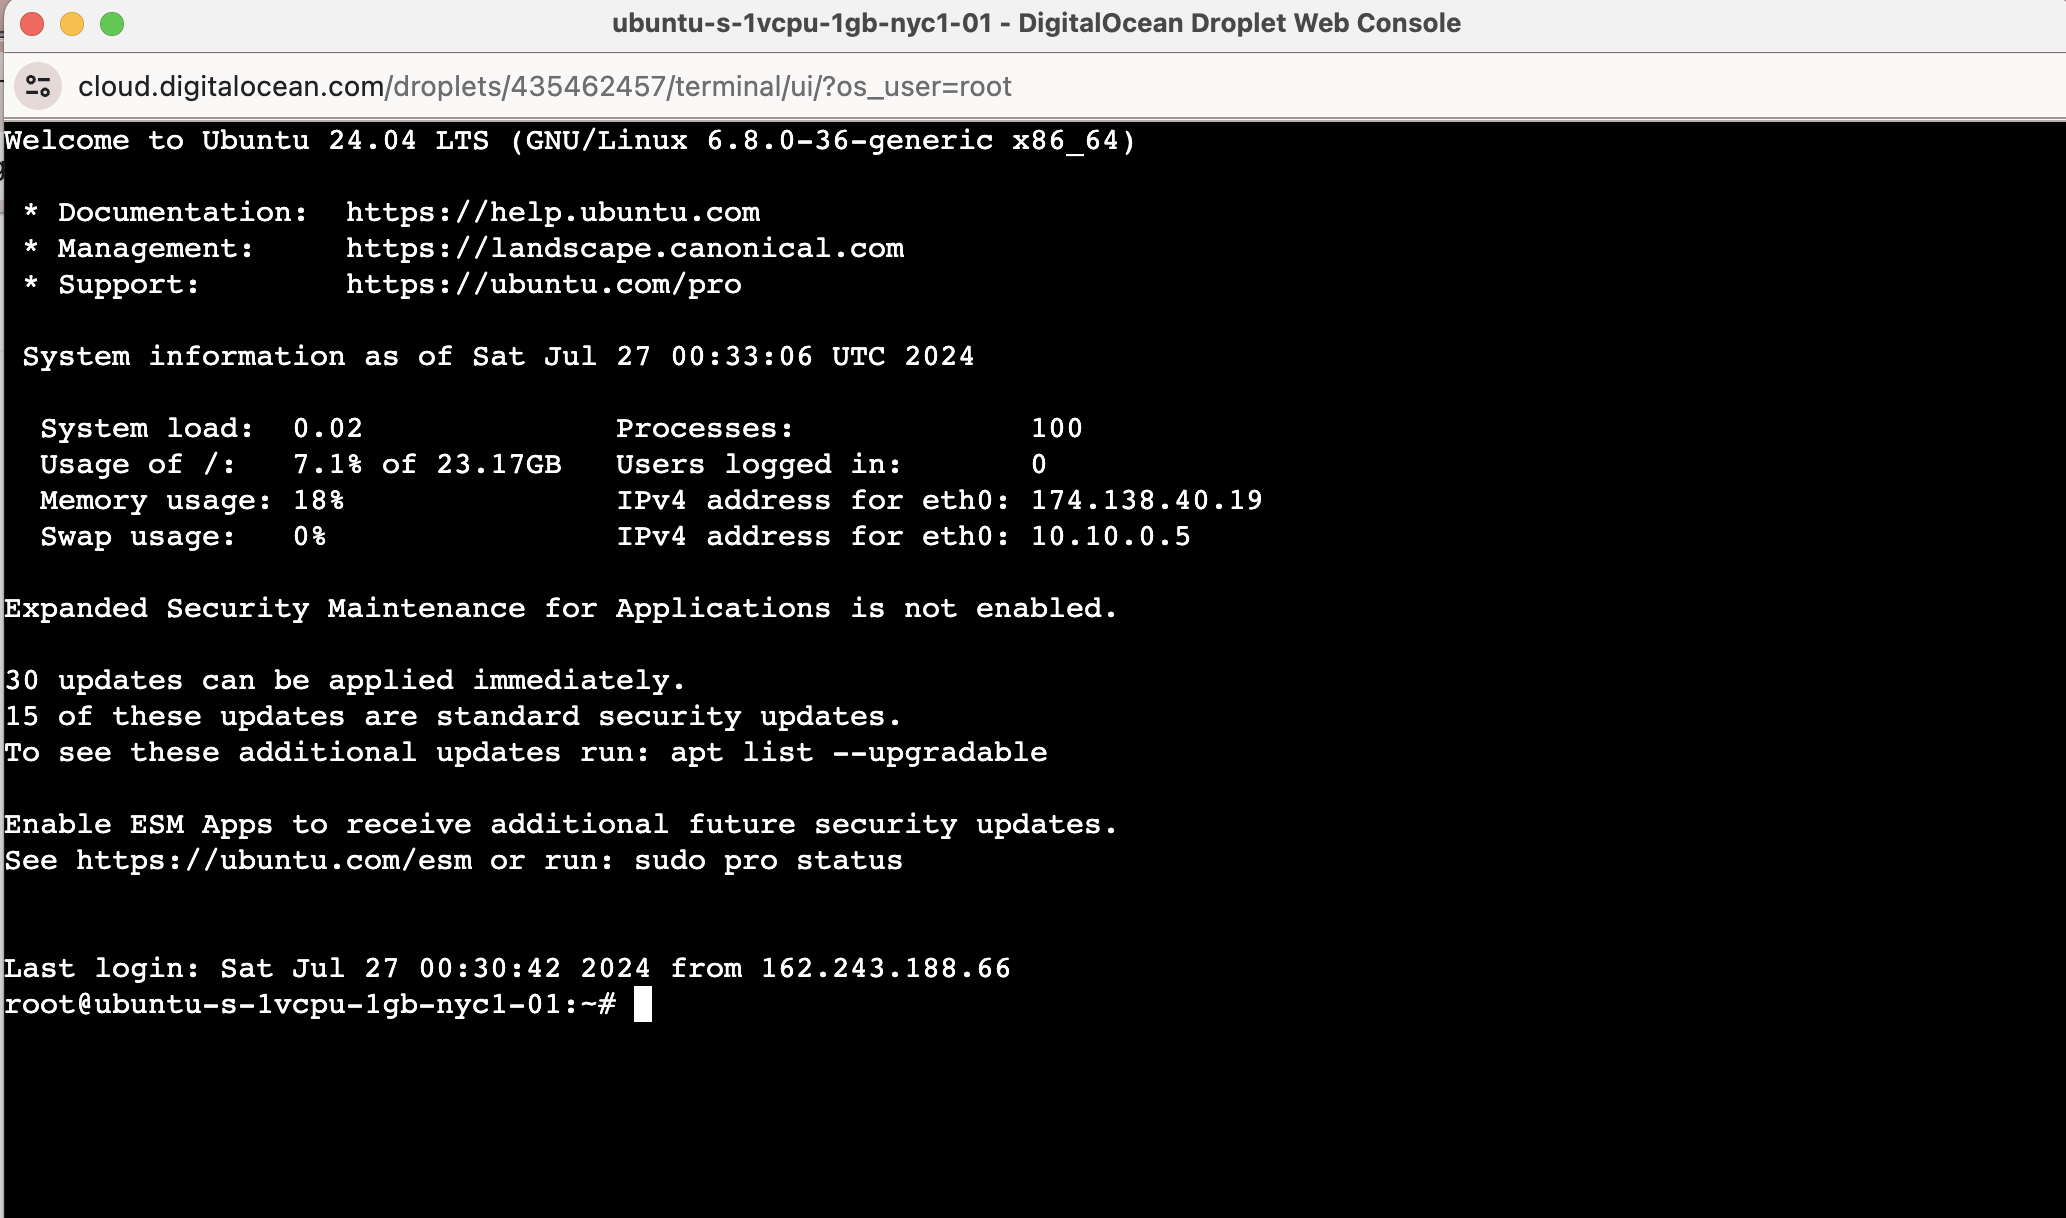 ubuntu-s-1vcpu-1gb-nyc1-01 - DigitalOcean Droplet Web Console
cloud.digitalocean.com/droplets/435462457/terminal/ui/?os_user=root
Welcome to Ubuntu 24.04 LTS (GNU/Linux 6.8.0-36-generic x86_64)
* Documentation:  https://help.ubuntu.com
* Management:     https://landscape.canonical.com
* Support:        https://ubuntu.com/pro
System information as of Sat Jul 27 00:33:06 UTC 2024
System load:  0.02              Processes:             100
Usage of /:   7.1% of 23.17GB   Users logged in:       0
Memory usage: 18%               IPv4 address for eth0: 174.138.40.19
Swap usage:   0%                IPv4 address for eth0: 10.10.0.5
Expanded Security Maintenance for Applications is not enabled.
30 updates can be applied immediately.
15 of these updates are standard security updates.
To see these additional updates run: apt list --upgradable
Enable ESM Apps to receive additional future security updates.
See https://ubuntu.com/esm or run: sudo pro status
Last login: Sat Jul 27 00:30:42 2024 from 162.243.188.66
root@ubuntu-s-1vcpu-1gb-nyc1-01:~#